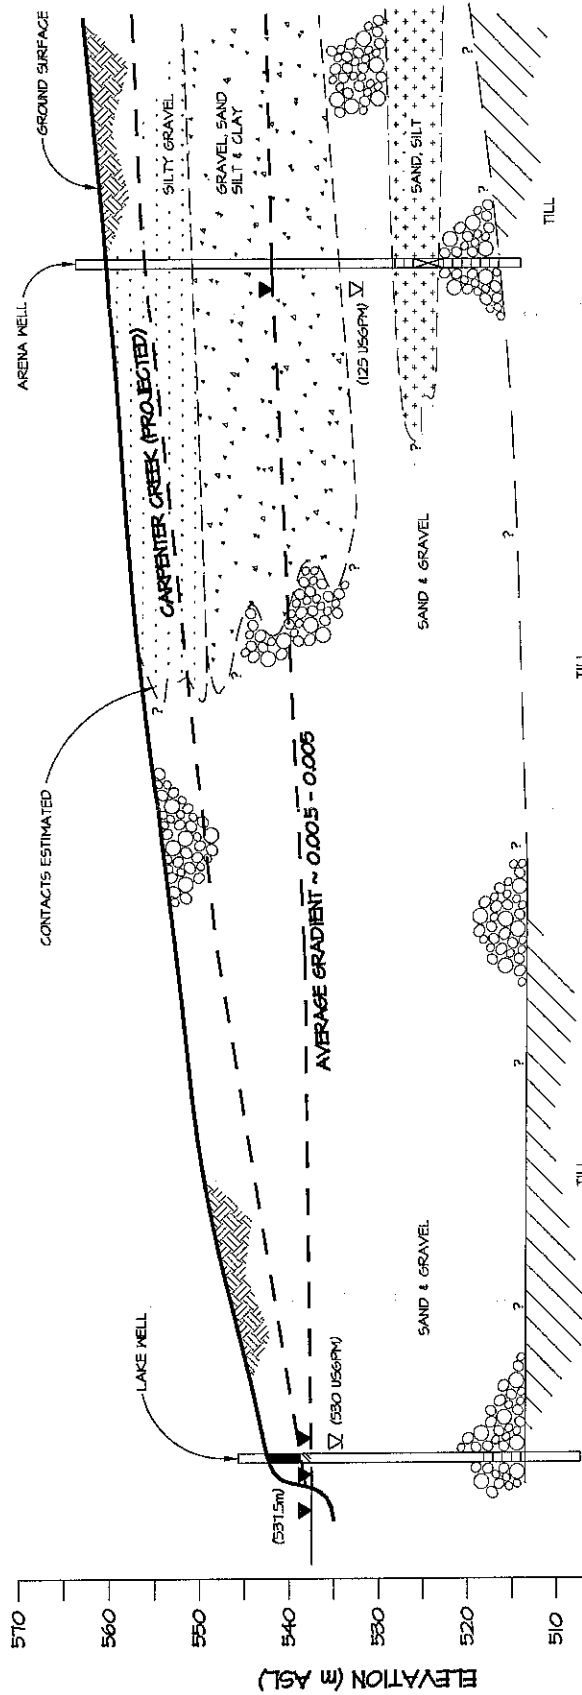 ELEVATION (m ASL)
570
560
550
540
530
520
510
(537.5m)
LAKE WELL
(530 USGPM)
SAND & GRAVEL
?
TILL
AVERAGE GRADIENT ~ 0.003 - 0.005
?
?
CONTACTS ESTIMATED
?
?
?
CARPENTER CREEK (PROJECTED)
SAND & GRAVEL
?
TILL
?
ARENA WELL
(125 USGPM)
GROUND SURFACE
SILTY GRAVEL
GRAVEL, SAND
SILT & CLAY
SAND, SILT
?
?
TILL